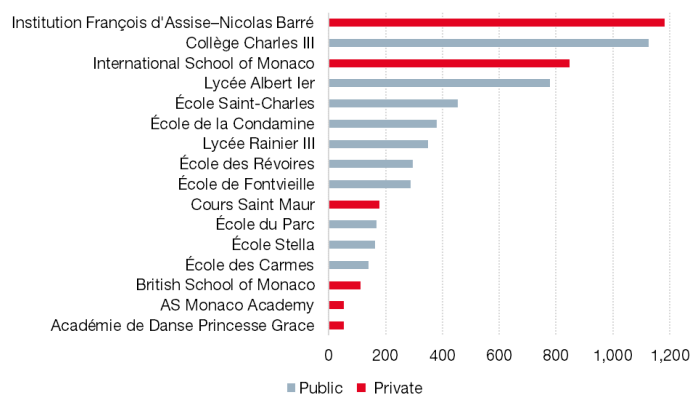 Institution François d'Assise–Nicolas Barré
Collège Charles III
International School of Monaco
Lycée Albert Ier
École Saint-Charles
École de la Condamine
Lycée Rainier III
École des Révoires
École de Fontvieille
Cours Saint Maur
École du Parc
École Stella
École des Carmes
British School of Monaco
AS Monaco Academy
Académie de Danse Princesse Grace
0 200 400 600 800 1,000 1,200
Public Private